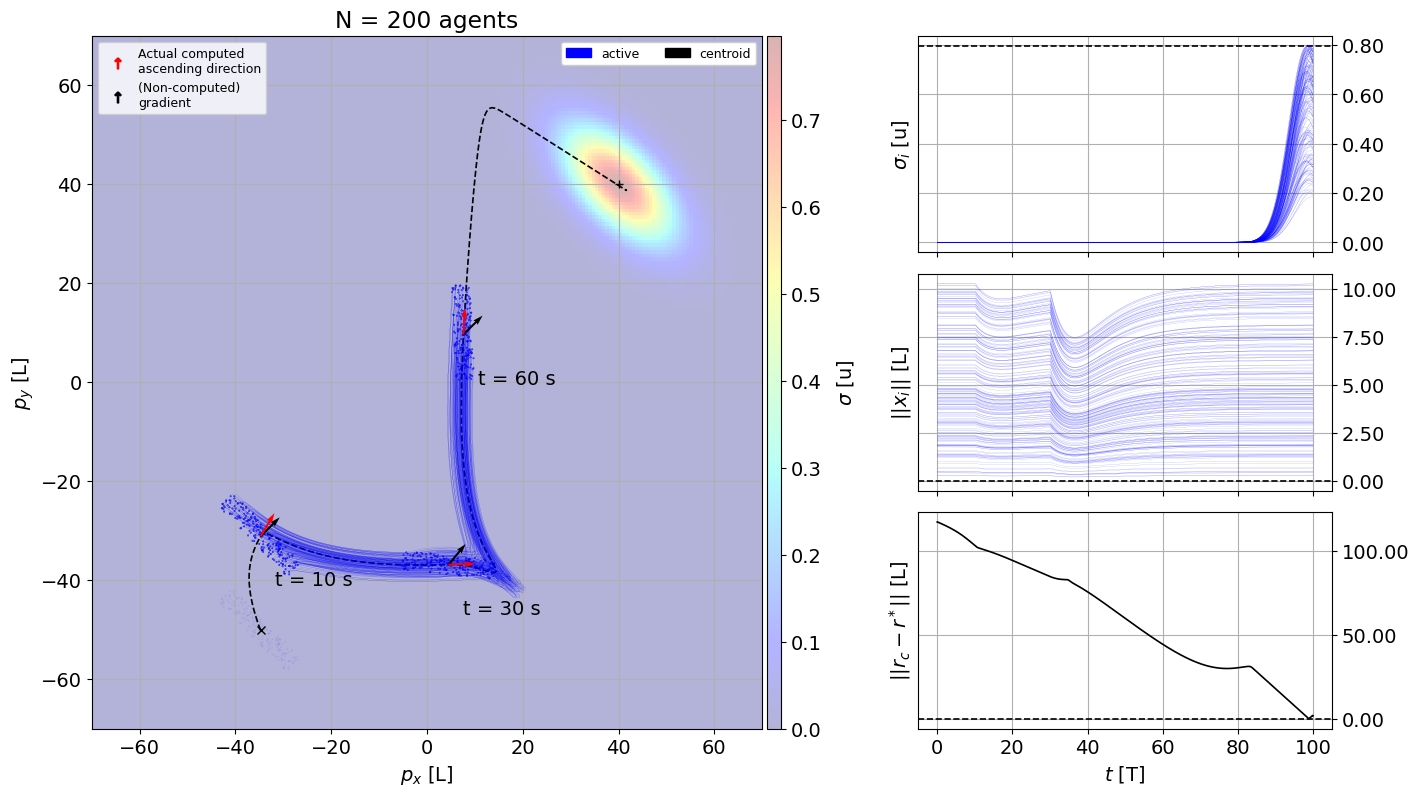 N = 200 agents
Actual computed
ascending direction
(Non-computed)
gradient
active
centroid
60
40
20
0
−20
−40
−60
p_y [L]
t = 60 s
t = 10 s
t = 30 s
−60 −40 −20 0 20 40 60
p_x [L]
0.7
0.6
0.5
0.4
0.3
0.2
0.1
0.0
σ [u]
σ_i [u]
0.80
0.60
0.40
0.20
0.00
||x_i|| [L]
10.00
7.50
5.00
2.50
0.00
||r_c − r*|| [L]
100.00
50.00
0.00
0 20 40 60 80 100
t [T]